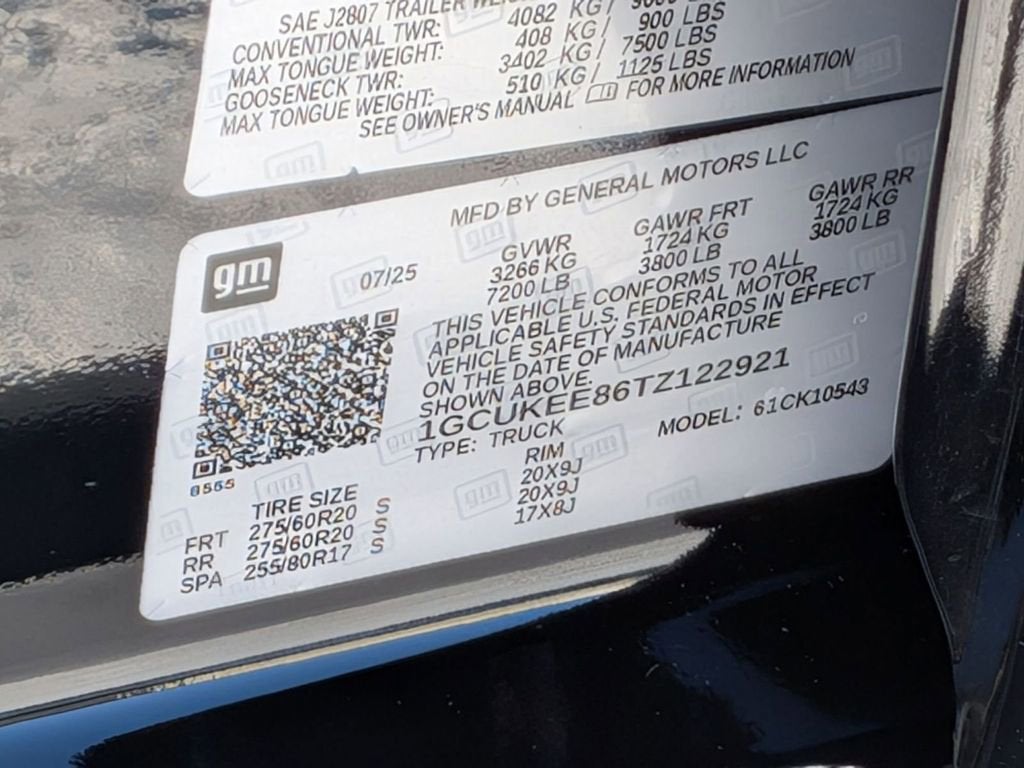 SAE J2807 TRAILER
CONVENTIONAL TWR: 4082 KG/
MAX TONGUE WEIGHT: 408 KG/ 900 LBS
GOOSENECK TWR: 3402 KG/ 7500 LBS
MAX TONGUE WEIGHT: 510 KG/ 1125 LBS
SEE OWNER'S MANUAL FOR MORE INFORMATION
MFD BY GENERAL MOTORS LLC
gm 07/25
GVWR GAWR FRT GAWR RR
3266 KG 1724 KG 1724 KG
7200 LB 3800 LB 3800 LB
THIS VEHICLE CONFORMS TO ALL
APPLICABLE U.S. FEDERAL MOTOR
VEHICLE SAFETY STANDARDS IN EFFECT
ON THE DATE OF MANUFACTURE
SHOWN ABOVE.
1GCUKEE86TZ122921
TYPE: TRUCK MODEL: 61CK10543
8565
TIRE SIZE RIM
FRT 275/60R20 S 20X9J
RR 275/60R20 S 20X9J
SPA 255/80R17 S 17X8J